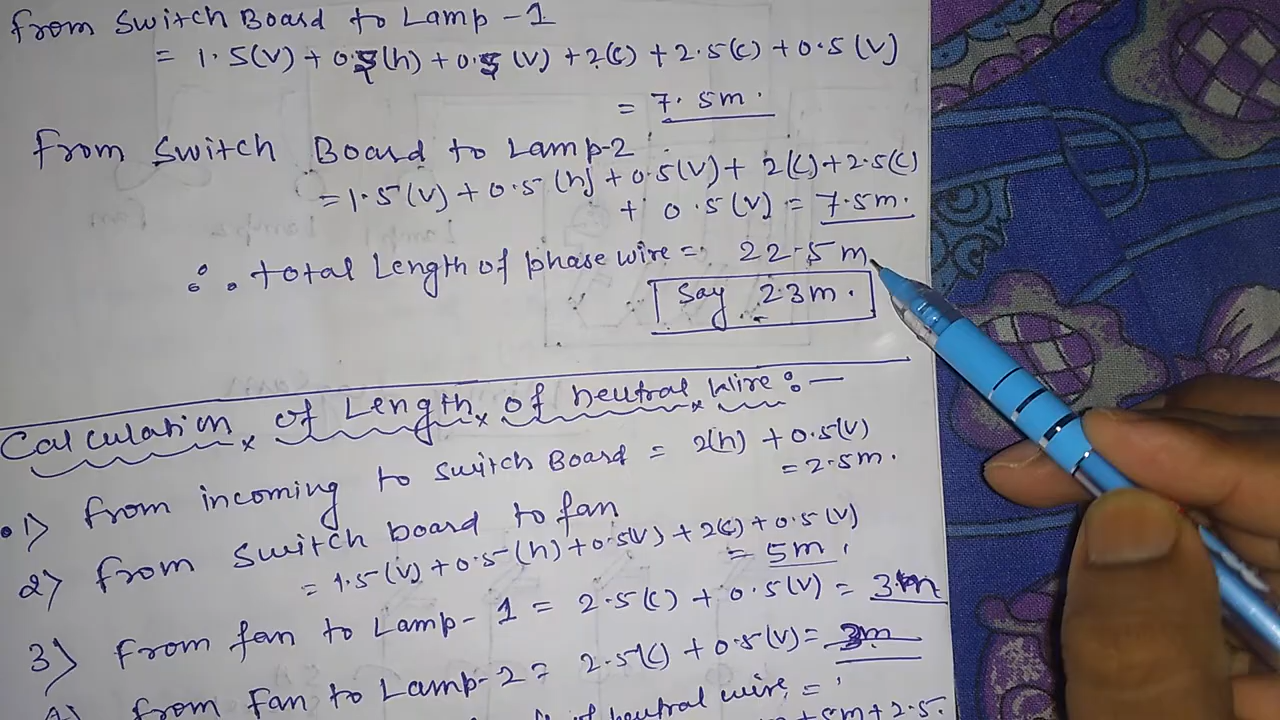 from Switch Board to Lamp-1
= 1.5(V) + 0.5(h) + 0.5(V) + 2(C) + 2.5(C) + 0.5(V)
= 7.5m.
from Switch Board to Lamp-2
= 1.5(V) + 0.5(h) + 0.5(V) + 2(C) + 2.5(C)
+ 0.5(V) = 7.5m.
∴ total Length of phase wire = 22.5m
Say 23m.
Calculation of Length of neutral wire :-
1) from incoming to switch Board = 2(h) + 0.5(V)
= 2.5m.
2) from Switch board to fan
= 1.5(V) + 0.5(h) + 0.5(V) + 2(C) + 0.5(V)
= 5m.
3) from fan to Lamp-1 = 2.5(C) + 0.5(V) = 3m
from fan to Lamp-2 = 2.5(C) + 0.5(V) = 3m
of neutral wire =
+ 2.5